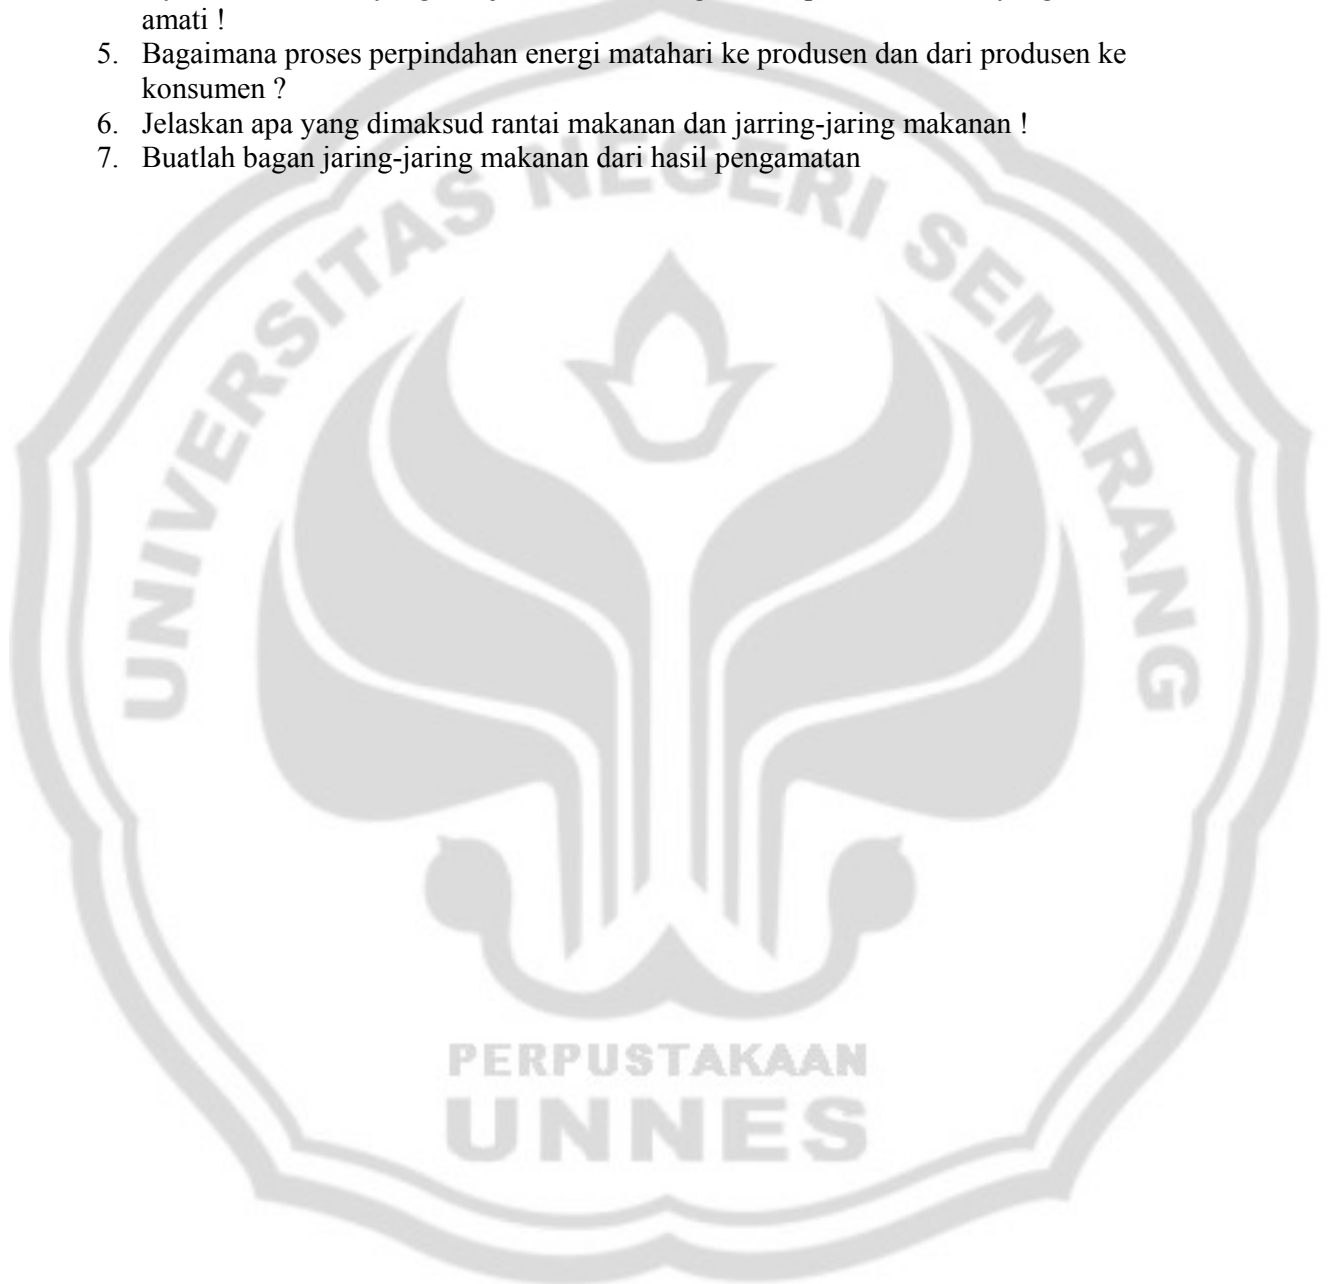 amati !
5. Bagaimana proses perpindahan energi matahari ke produsen dan dari produsen ke
konsumen ?
6. Jelaskan apa yang dimaksud rantai makanan dan jarring-jaring makanan !
7. Buatlah bagan jaring-jaring makanan dari hasil pengamatan
UNIVERSITAS NEGERI SEMARANG
PERPUSTAKAAN
UNNES